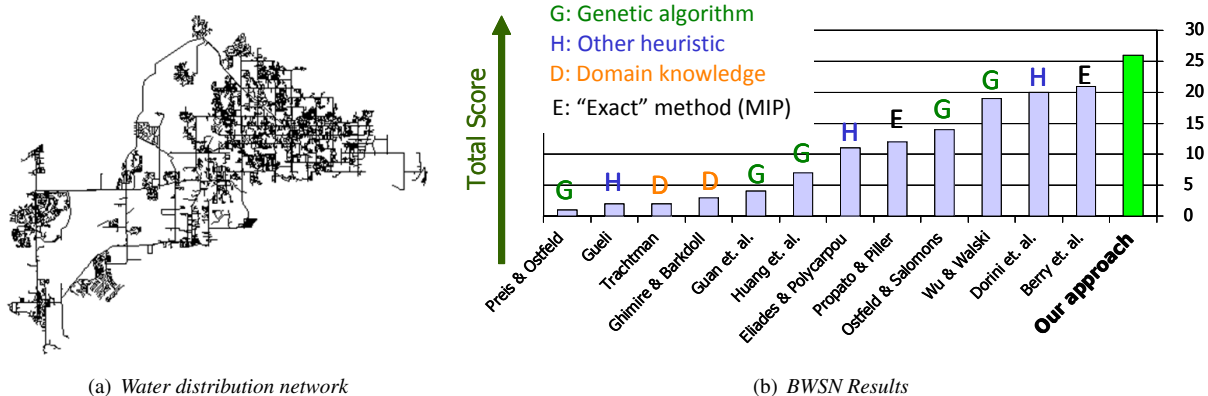 G: Genetic algorithm
H: Other heuristic
D: Domain knowledge
E: “Exact” method (MIP)
Total Score
30
25
20
15
10
5
0
G
H
D
D
G
G
H
E
G
G
H
E
Preis & Ostfeld
Gueli
Trachtman
Ghimire & Barkdoll
Guan et. al.
Huang et. al.
Eliades & Polycarpou
Propato & Piller
Ostfeld & Salomons
Wu & Walski
Dorini et. al.
Berry et. al.
Our approach
(a) Water distribution network
(b) BWSN Results